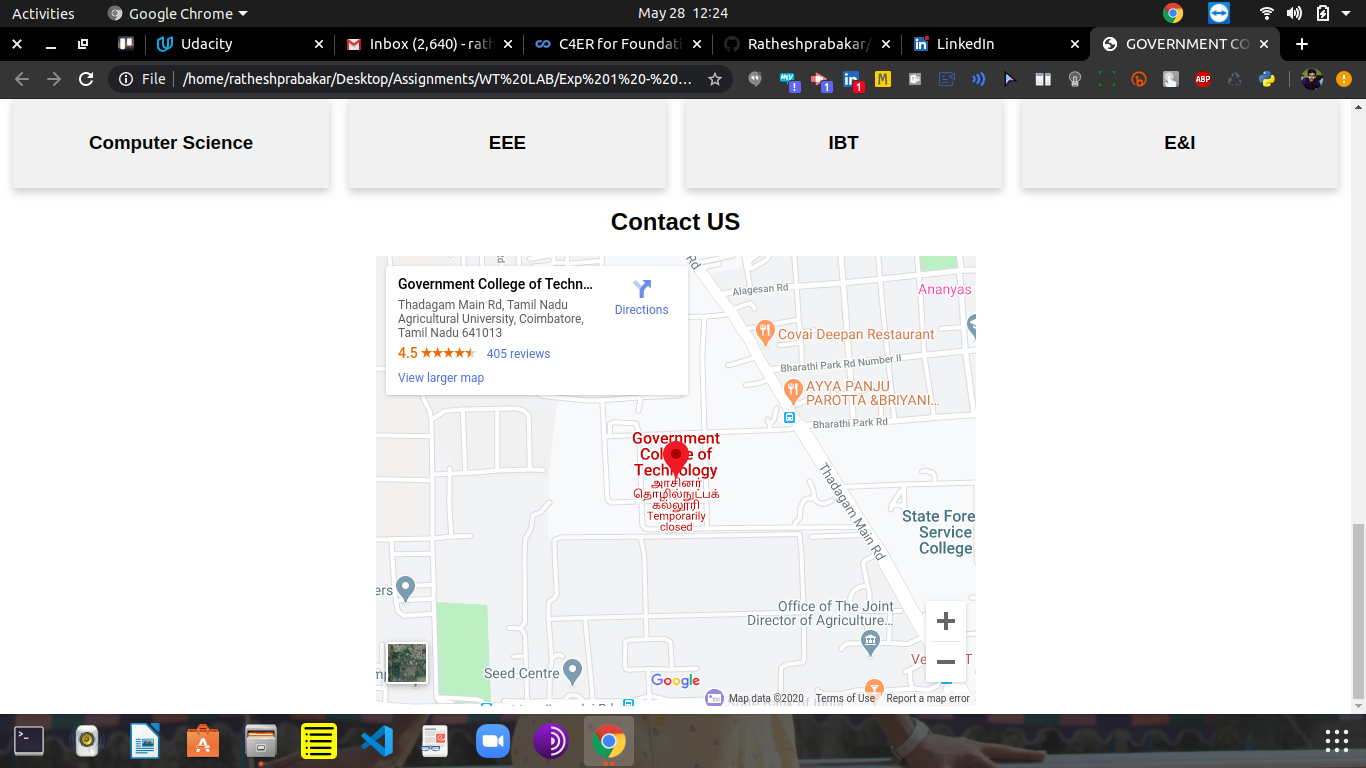 Activities
Google Chrome
May 28 12:24
Udacity
Inbox (2,640) - rath
C4ER for Foundati
Ratheshprabakar/
LinkedIn
GOVERNMENT CO
File
/home/ratheshprabakar/Desktop/Assignments/WT%20LAB/Exp%201%20-%20...
Computer Science
EEE
IBT
E&I
Contact US
Government College of Techn...
Thadagam Main Rd, Tamil Nadu
Agricultural University, Coimbatore,
Tamil Nadu 641013
4.5
405 reviews
View larger map
Directions
Rd
Alagesan Rd
Ananyas
Covai Deepan Restaurant
Bharathi Park Rd Number II
AYYA PANJU
PAROTTA &BRIYANI...
Bharathi Park Rd
Government
College of
Technology
அரசினர்
தொழில்நுட்பக்
கல்லூரி
Temporarily
closed
Thadagam Main Rd
State Fore
Service
College
ers
Office of The Joint
Director of Agriculture...
Seed Centre
Google
Map data ©2020
Terms of Use
Report a map error